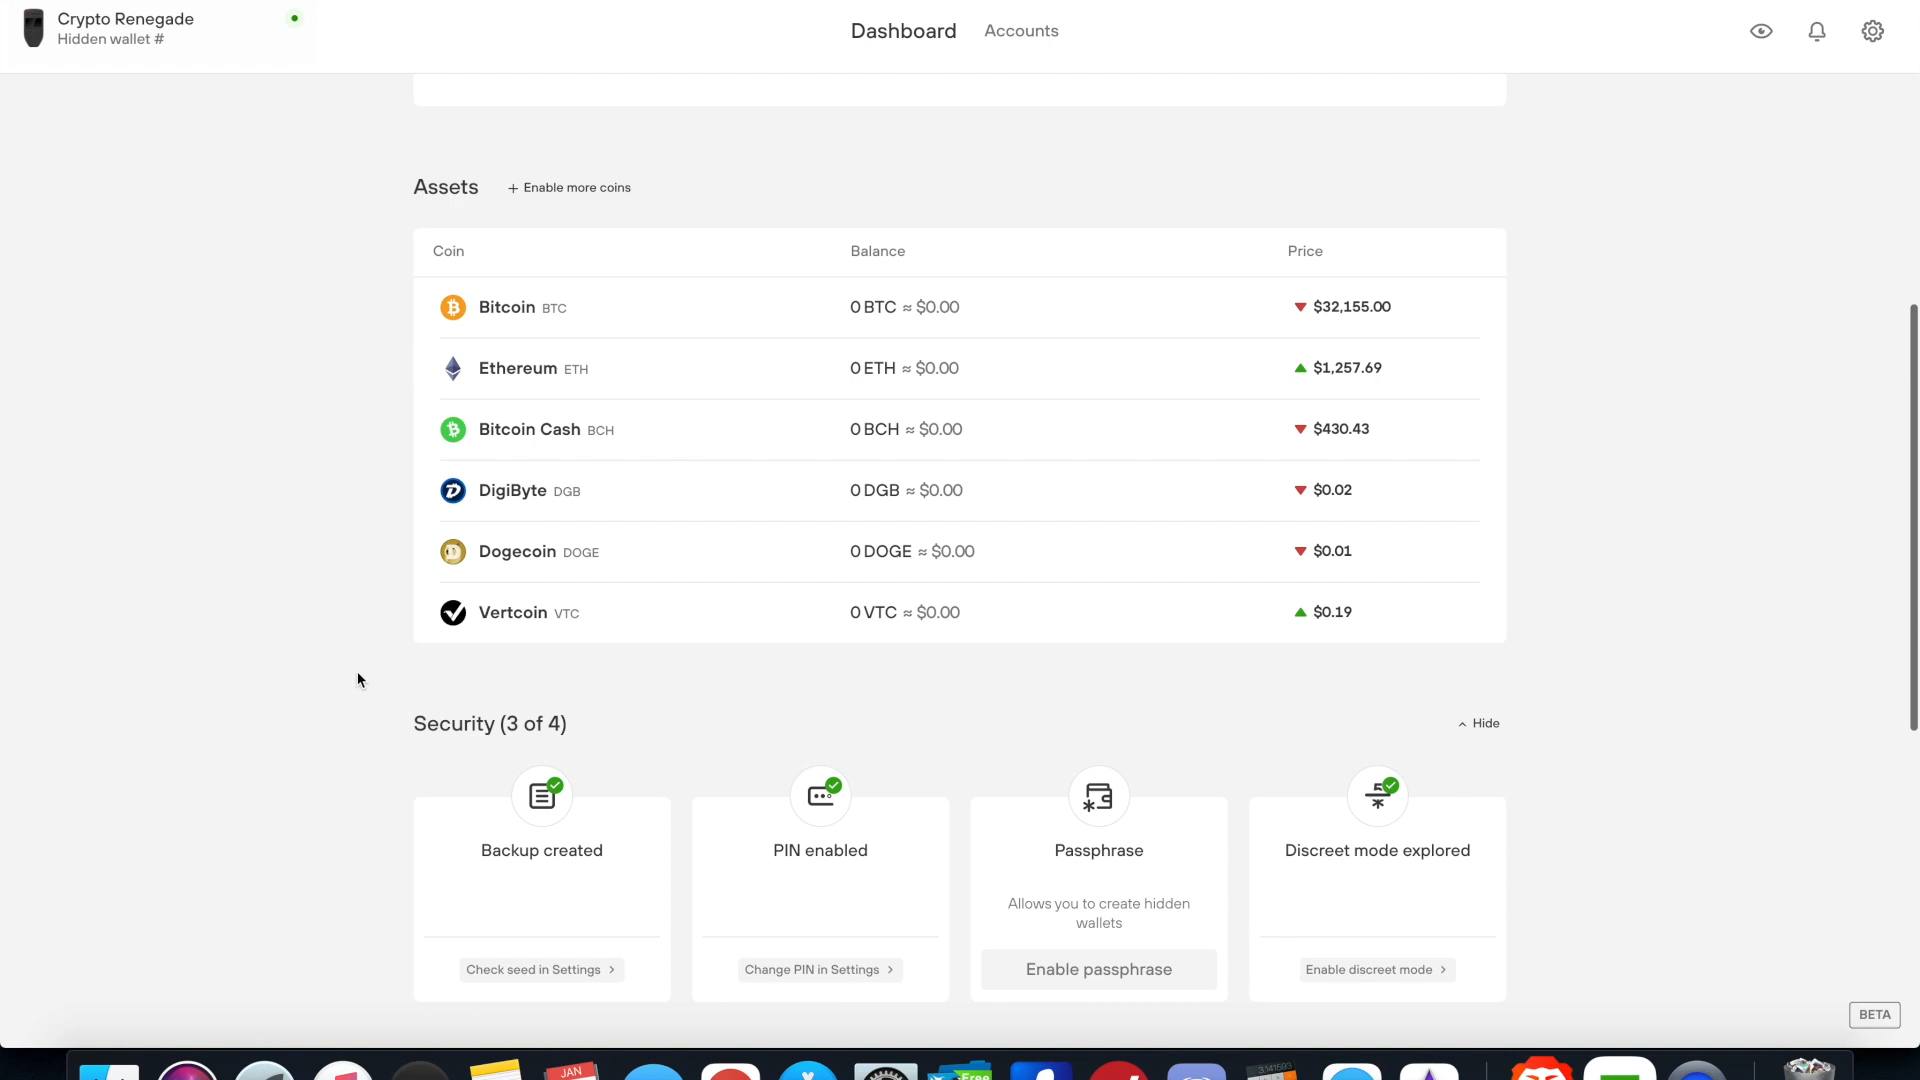 Crypto Renegade
Hidden wallet #
Dashboard Accounts
Assets + Enable more coins
Coin Balance Price
Bitcoin BTC 0 BTC ≈ $0.00 $32,155.00
Ethereum ETH 0 ETH ≈ $0.00 $1,257.69
Bitcoin Cash BCH 0 BCH ≈ $0.00 $430.43
DigiByte DGB 0 DGB ≈ $0.00 $0.02
Dogecoin DOGE 0 DOGE ≈ $0.00 $0.01
Vertcoin VTC 0 VTC ≈ $0.00 $0.19
Security (3 of 4) Hide
Backup created
Check seed in Settings
PIN enabled
Change PIN in Settings
Passphrase
Allows you to create hidden
wallets
Enable passphrase
Discreet mode explored
Enable discreet mode
BETA
JAN
Free
3.141593